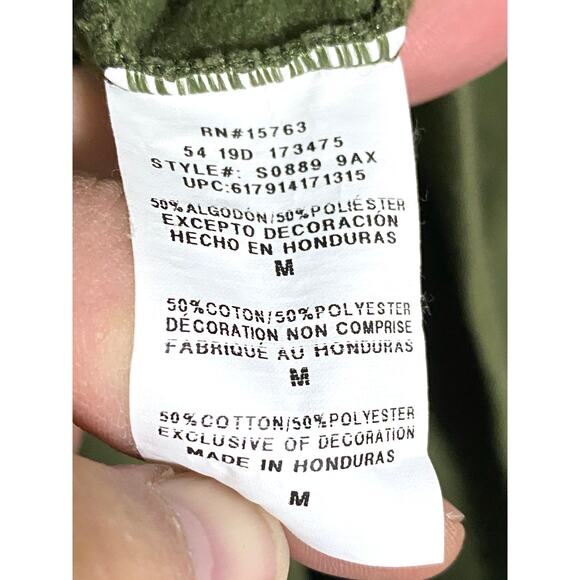 RN#15763
54 19D 173475
STYLE#: S0889 9AX
UPC:617914171315
50%ALGODÓN/50%POLIÉSTER
EXCEPTO DECORACIÓN
HECHO EN HONDURAS
M
50%COTON/50%POLYESTER
DÉCORATION NON COMPRISE
FABRIQUÉ AU HONDURAS
M
50%COTTON/50%POLYESTER
EXCLUSIVE OF DECORATION
MADE IN HONDURAS
M